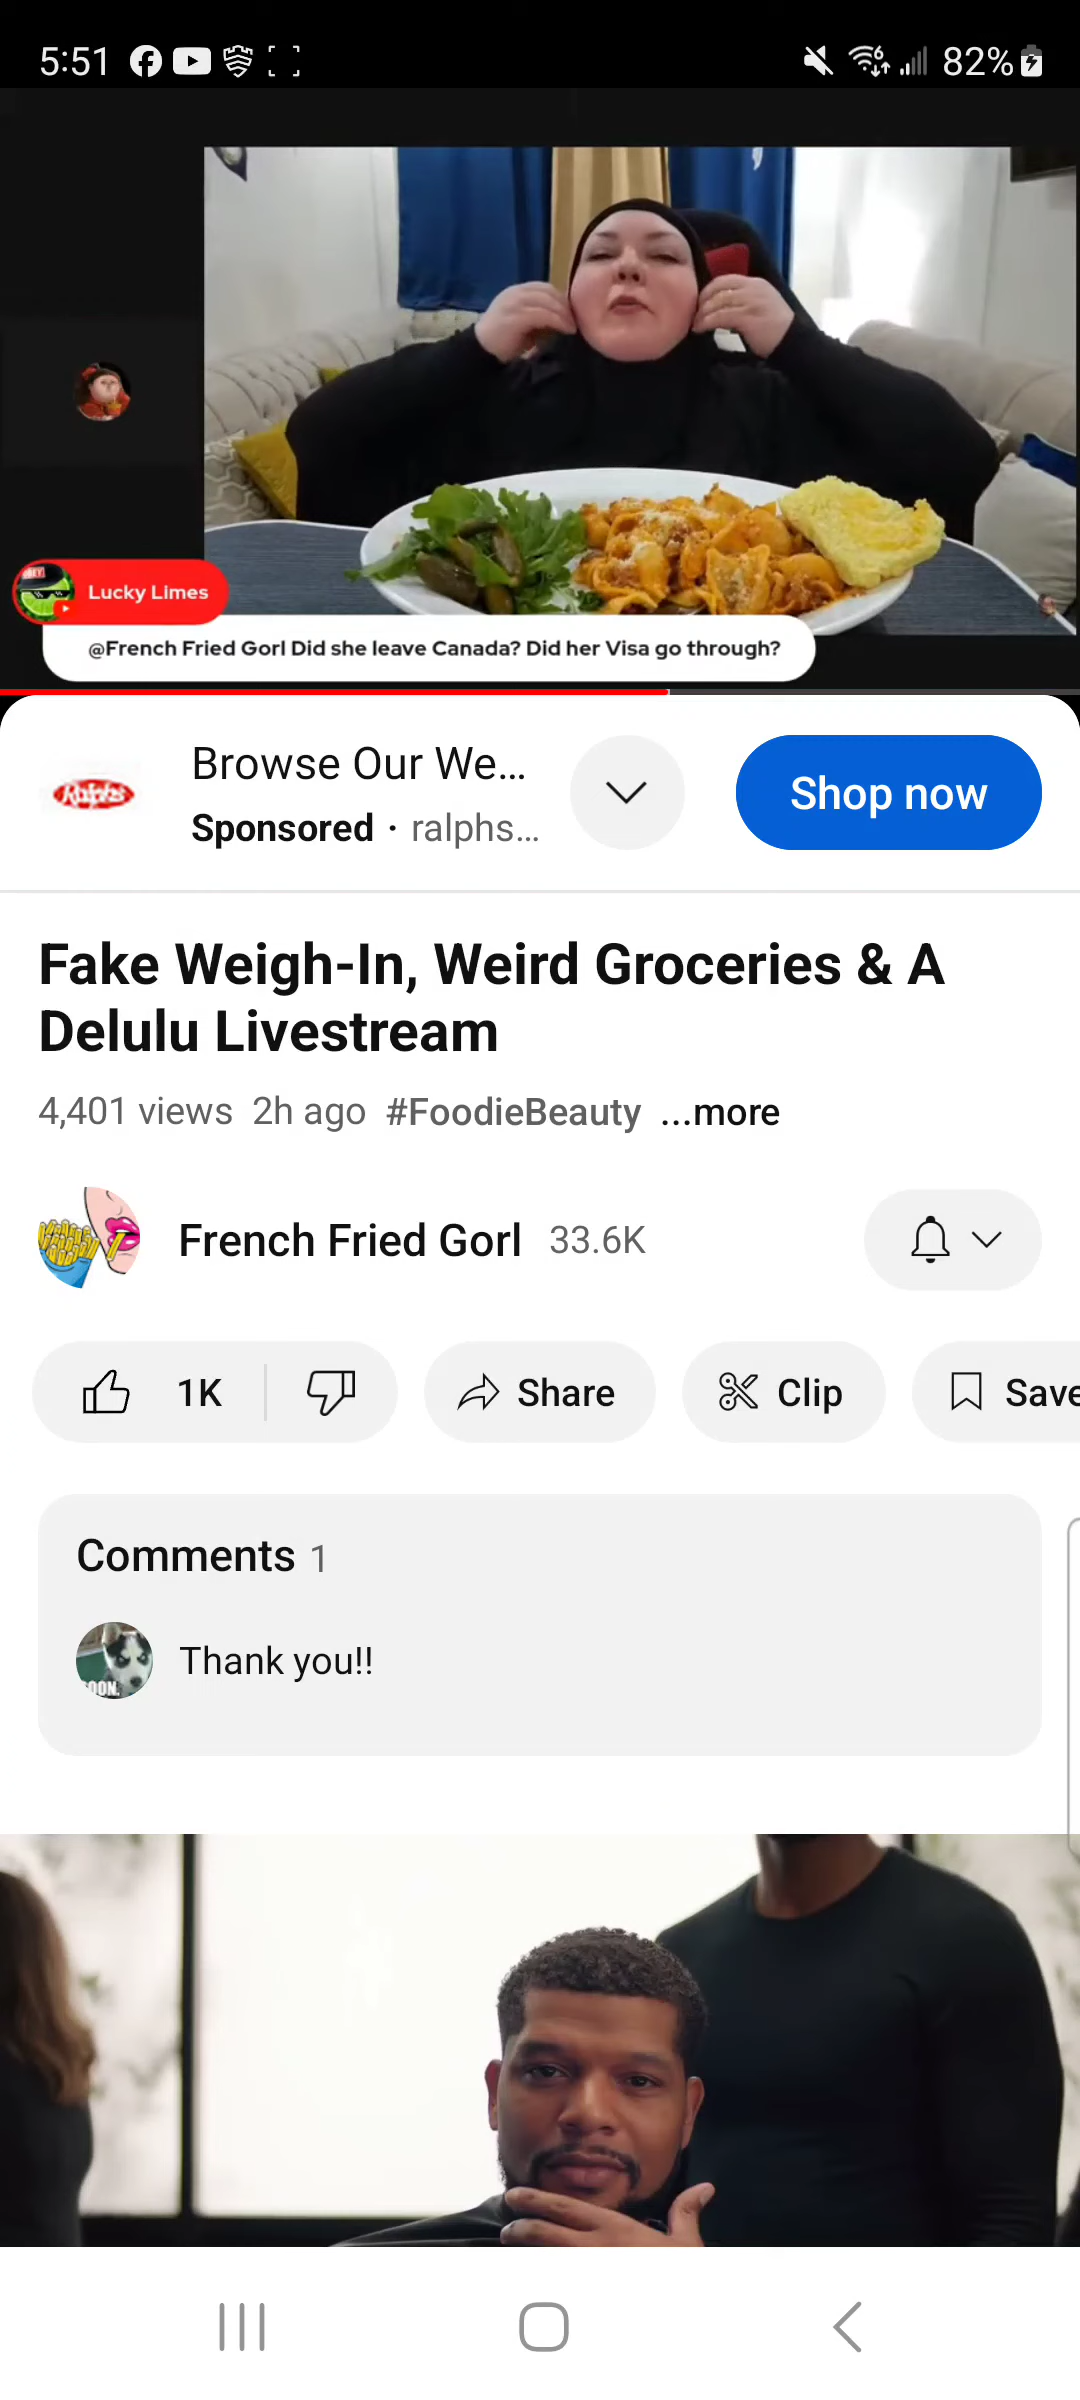 5:51
82%
Lucky Limes
@French Fried Gorl Did she leave Canada? Did her Visa go through?
Ralphs
Browse Our We...
Sponsored · ralphs...
Shop now
Fake Weigh-In, Weird Groceries & A
Delulu Livestream
4,401 views 2h ago #FoodieBeauty ...more
French Fried Gorl 33.6K
1K
Share
Clip
Save
Comments 1
Thank you!!